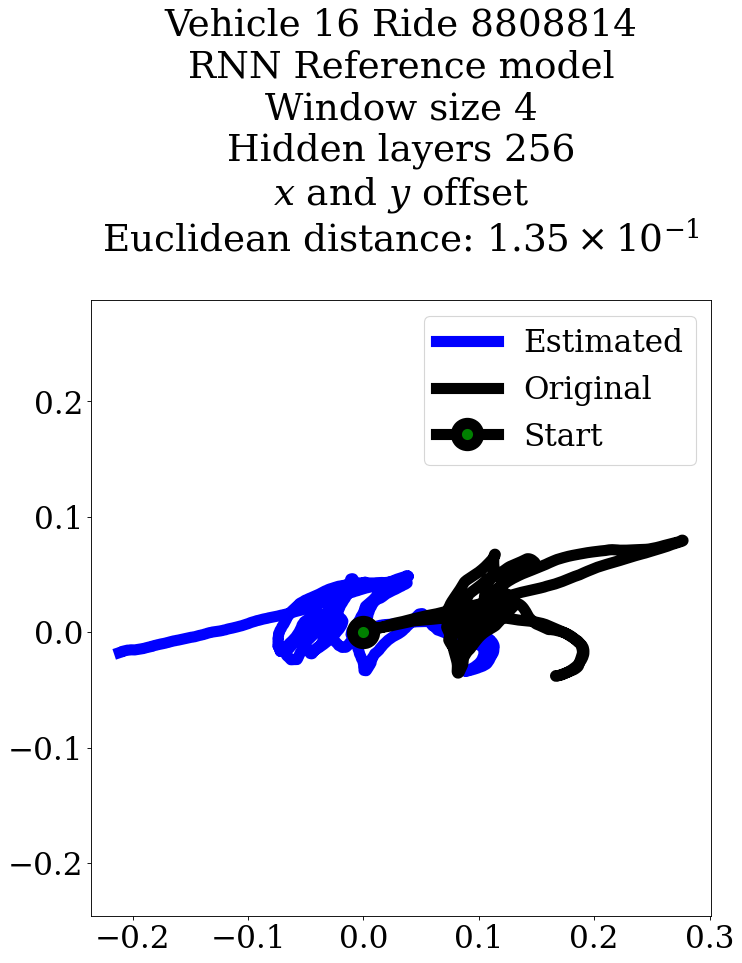 Vehicle 16 Ride 8808814
RNN Reference model
Window size 4
Hidden layers 256
x and y offset
Euclidean distance: 1.35 × 10⁻¹
Estimated
Original
Start
0.2
0.1
0.0
−0.1
−0.2
−0.2 −0.1 0.0 0.1 0.2 0.3